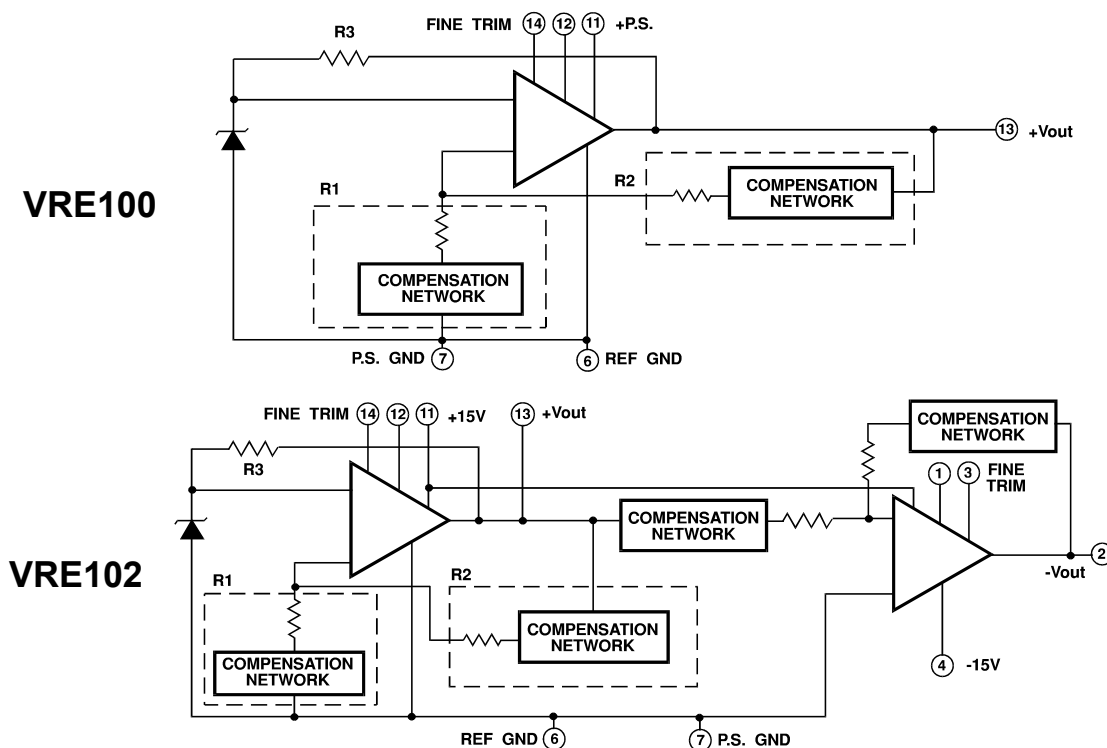 R3
FINE TRIM 14 12 11 +P.S.
13 +Vout
VRE100
R1
R2
COMPENSATION
NETWORK
COMPENSATION
NETWORK
P.S. GND 7
6 REF GND
FINE TRIM 14 12 11 +15V
13 +Vout
COMPENSATION
NETWORK
R3
1 3 FINE
TRIM
COMPENSATION
NETWORK
VRE102
2
-Vout
R1
R2
COMPENSATION
NETWORK
COMPENSATION
NETWORK
4 -15V
REF GND 6
7 P.S. GND